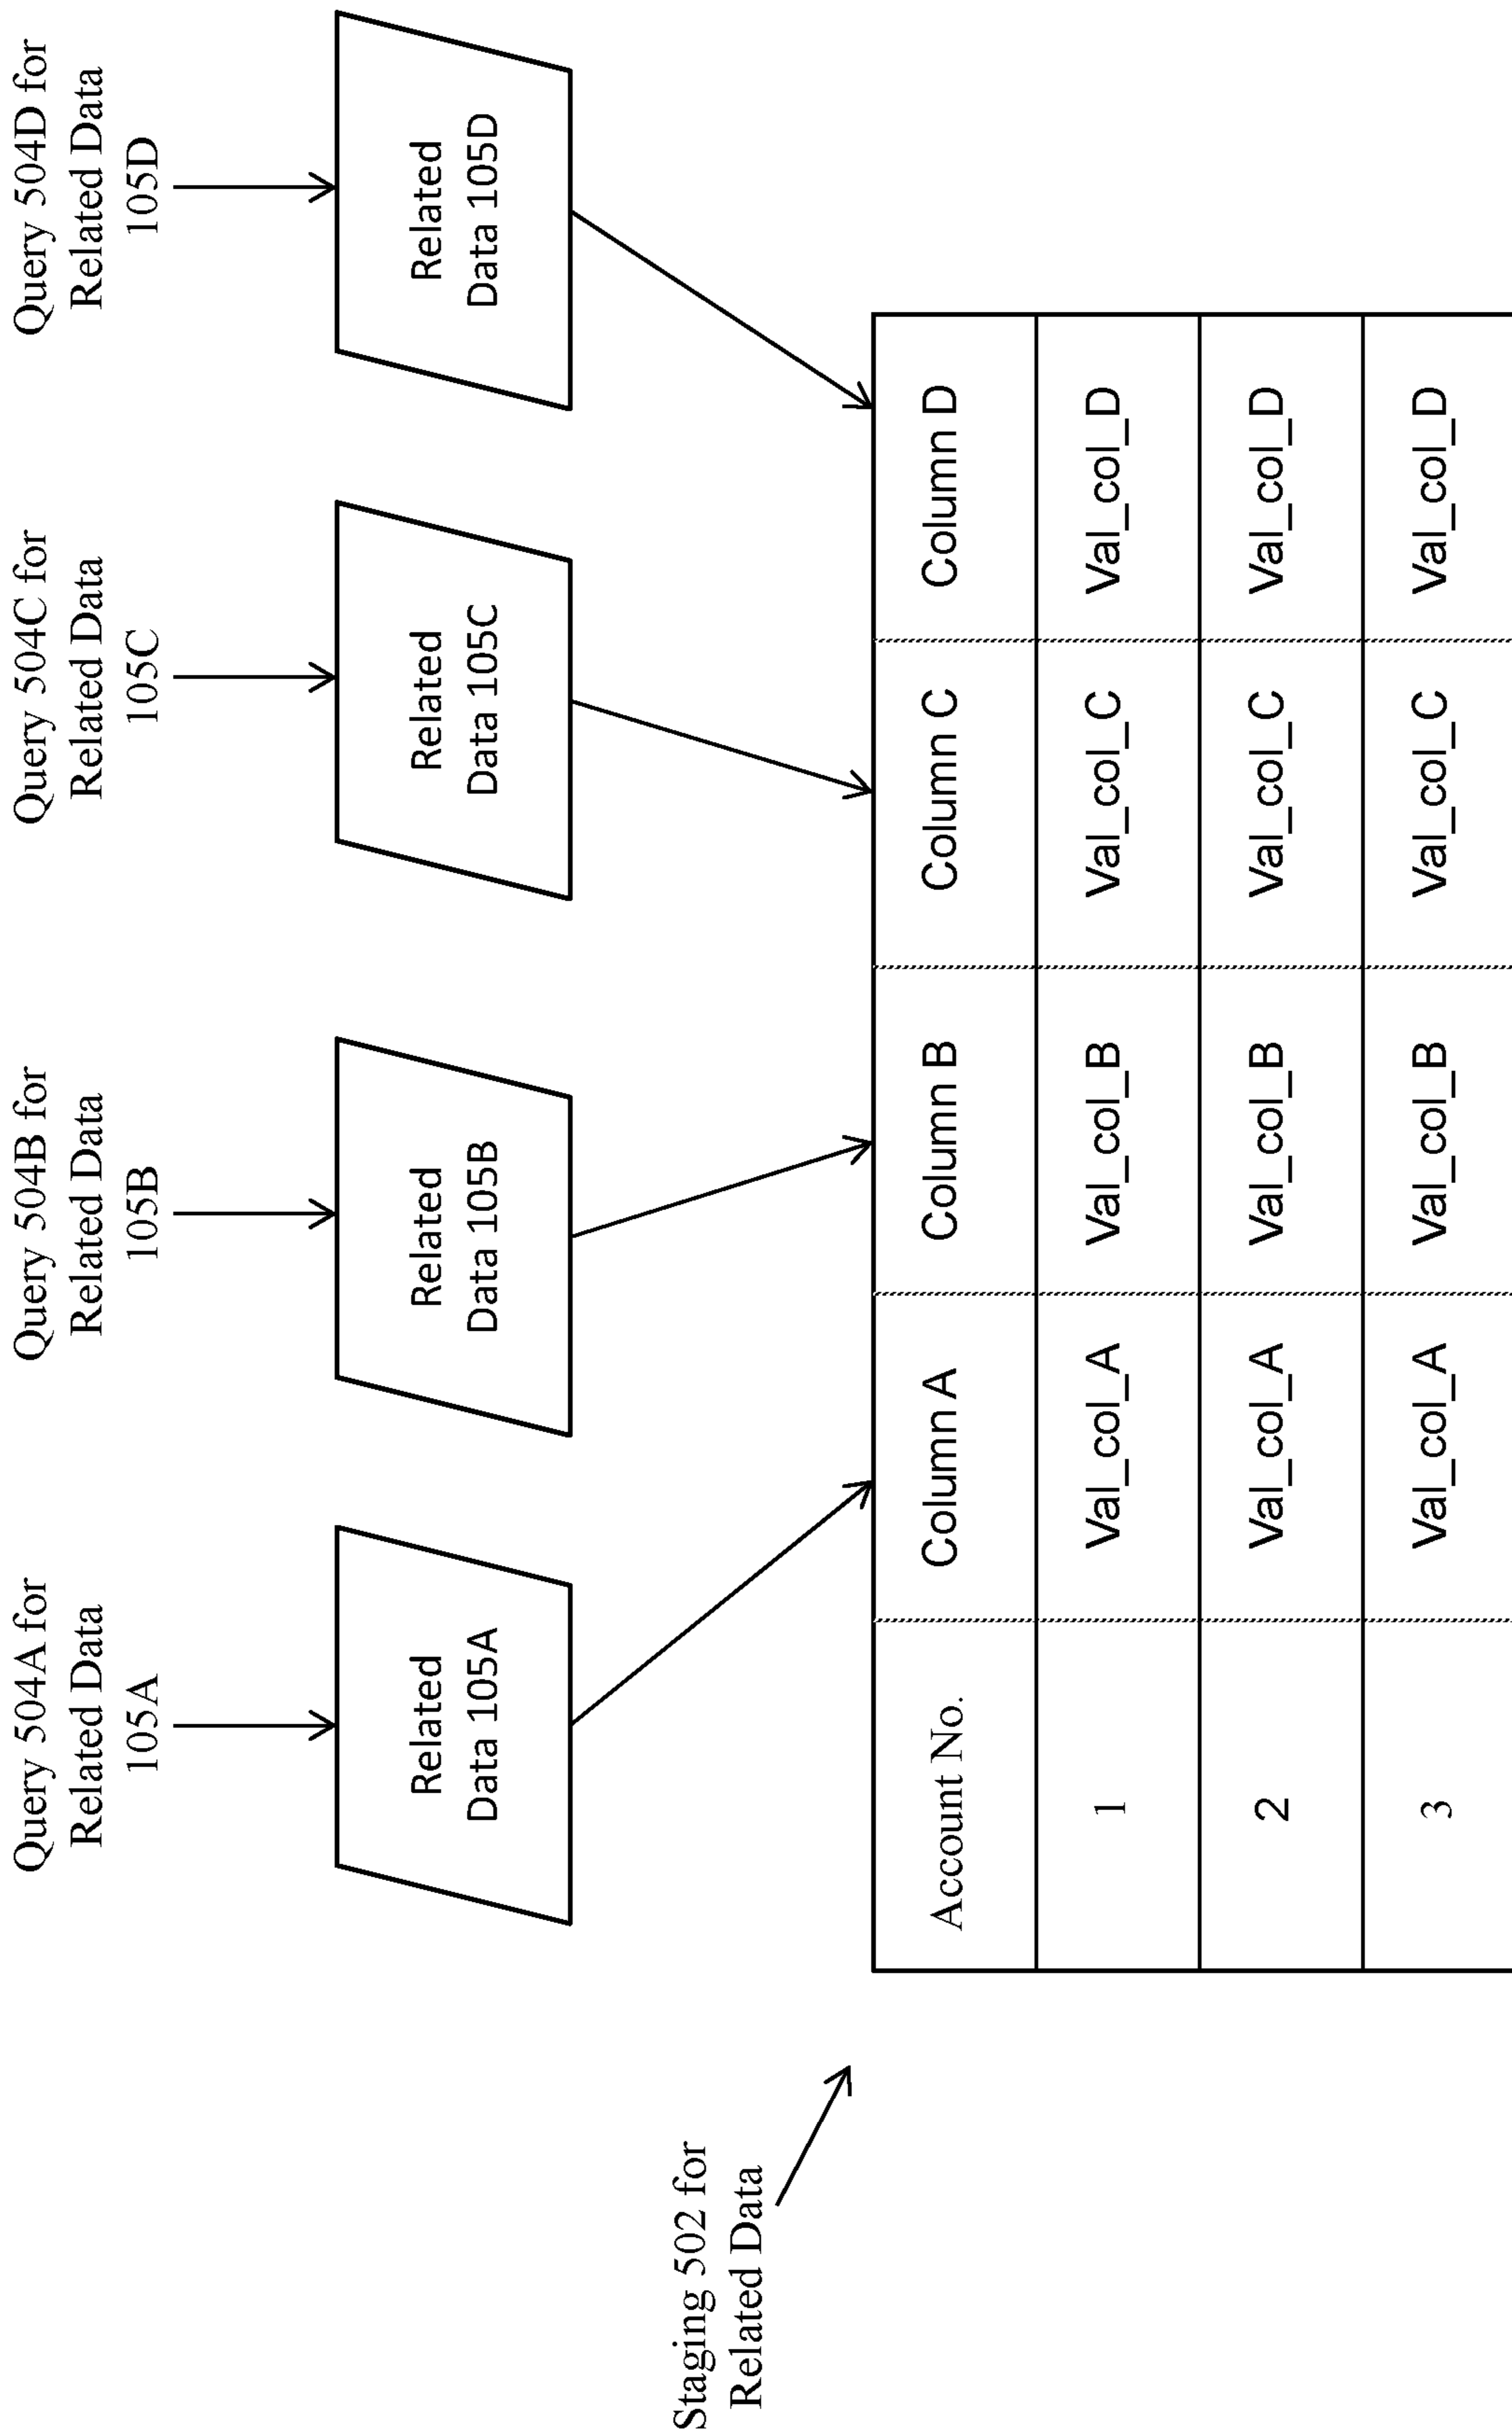 Query 504A for
Related Data
105A
Query 504B for
Related Data
105B
Query 504C for
Related Data
105C
Query 504D for
Related Data
105D
Related
Data 105A
Related
Data 105B
Related
Data 105C
Related
Data 105D
Staging 502 for
Related Data
Account No. Column A Column B Column C Column D
1 Val_col_A Val_col_B Val_col_C Val_col_D
2 Val_col_A Val_col_B Val_col_C Val_col_D
3 Val_col_A Val_col_B Val_col_C Val_col_D